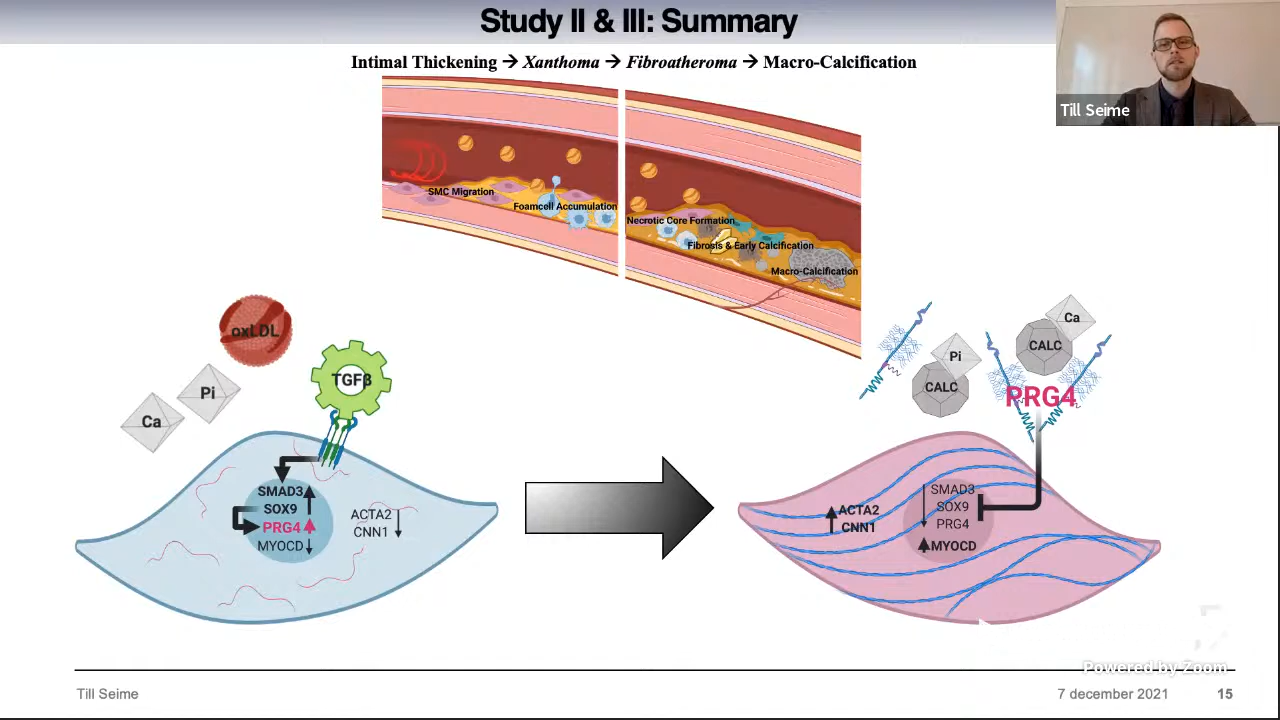 Study II & III: Summary
Intimal Thickening → Xanthoma → Fibroatheroma → Macro-Calcification
Till Seime
SMC Migration
Foamcell Accumulation
Necrotic Core Formation
Fibrosis & Early Calcification
Macro-Calcification
oxLDL
TGFβ
Pi
Ca
SMAD3
SOX9
PRG4
MYOCD
ACTA2
CNN1
Ca
CALC
Pi
CALC
PRG4
ACTA2
CNN1
SMAD3
SOX9
PRG4
MYOCD
Powered by Zoom
Till Seime
7 december 2021
15